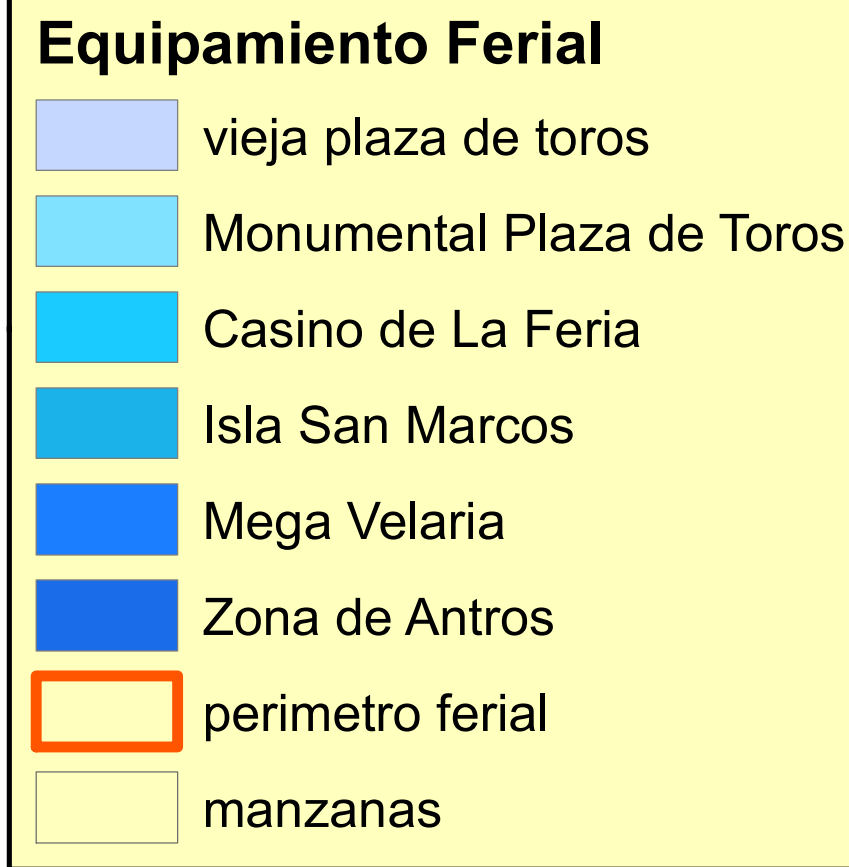 Equipamiento Ferial
vieja plaza de toros
Monumental Plaza de Toros
Casino de La Feria
Isla San Marcos
Mega Velaria
Zona de Antros
perimetro ferial
manzanas